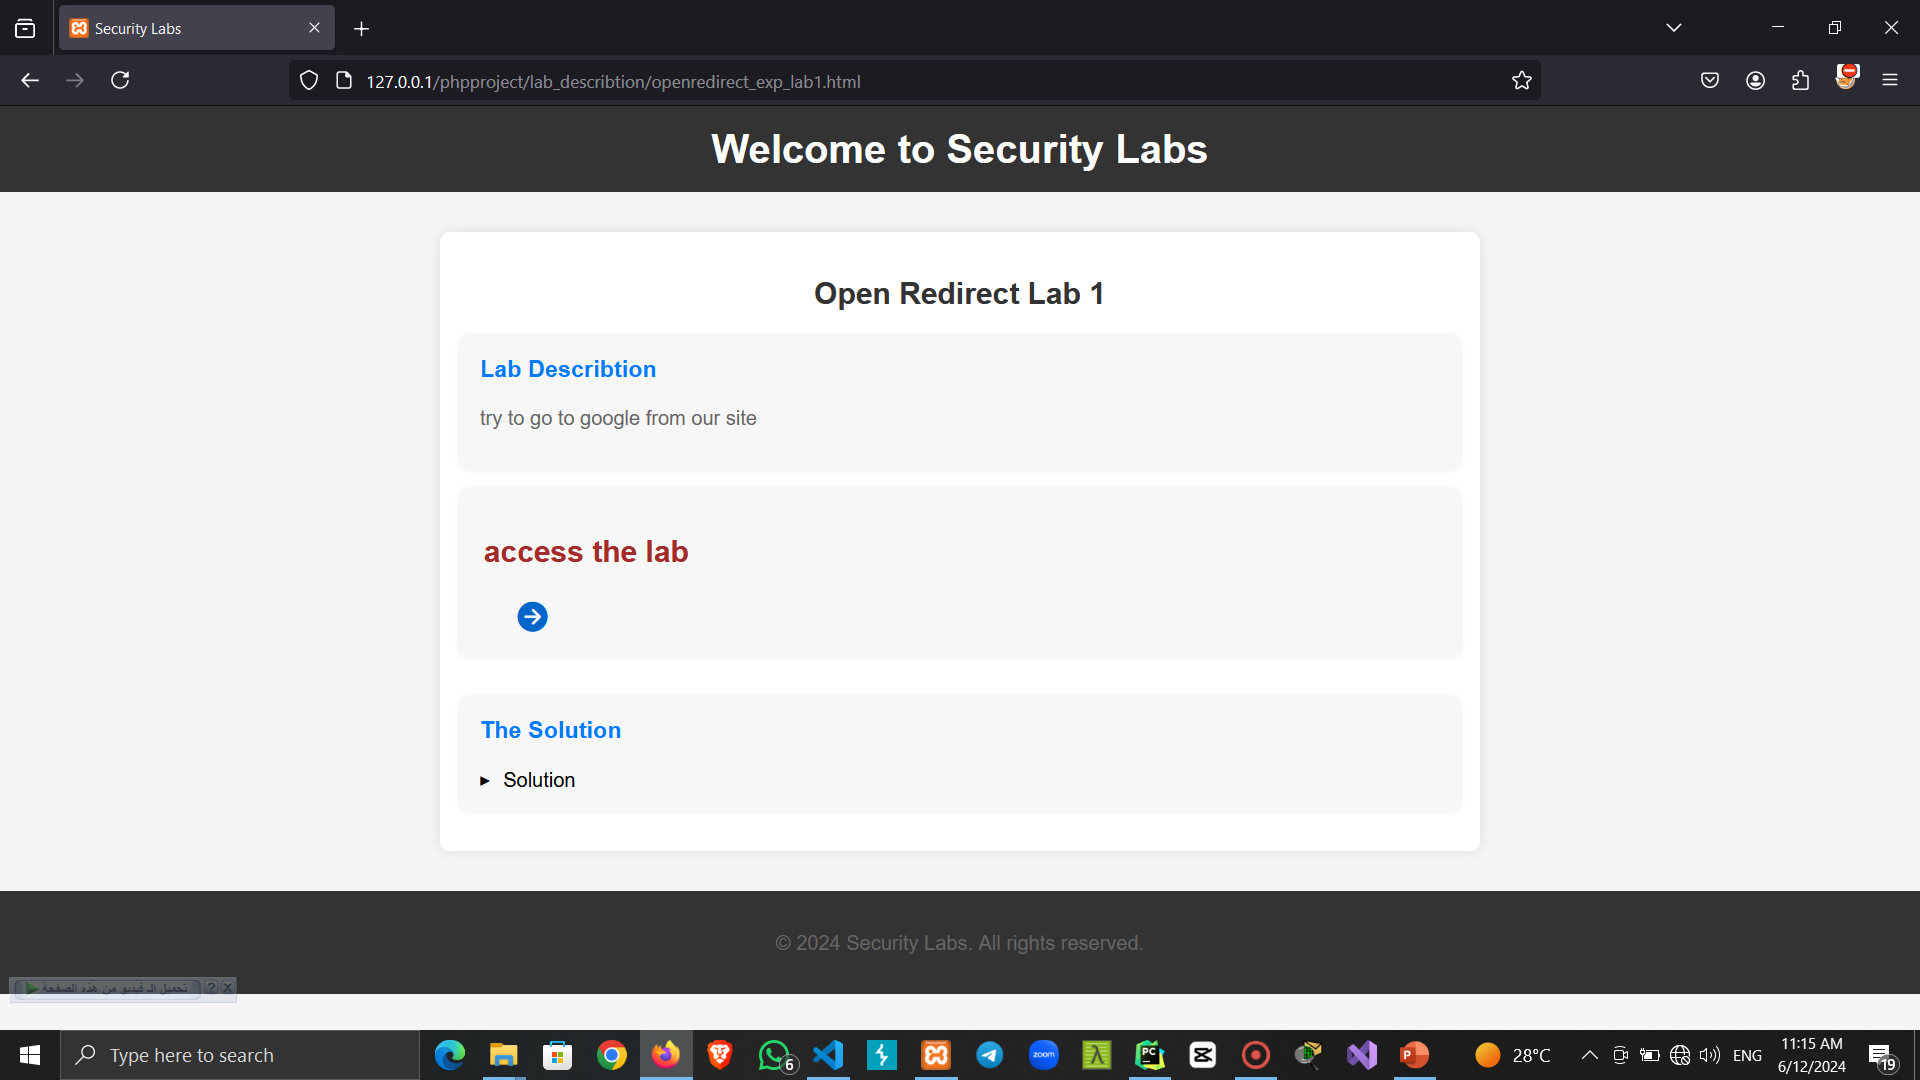 Security Labs
127.0.0.1/phpproject/lab_describtion/openredirect_exp_lab1.html
Welcome to Security Labs
Open Redirect Lab 1
Lab Describtion
try to go to google from our site
access the lab
The Solution
Solution
© 2024 Security Labs. All rights reserved.
تحميل الـ فيديو من هذه الصفحة ? X
Type here to search
6
PC
zoom
P
28°C
ENG
11:15 AM
6/12/2024
19